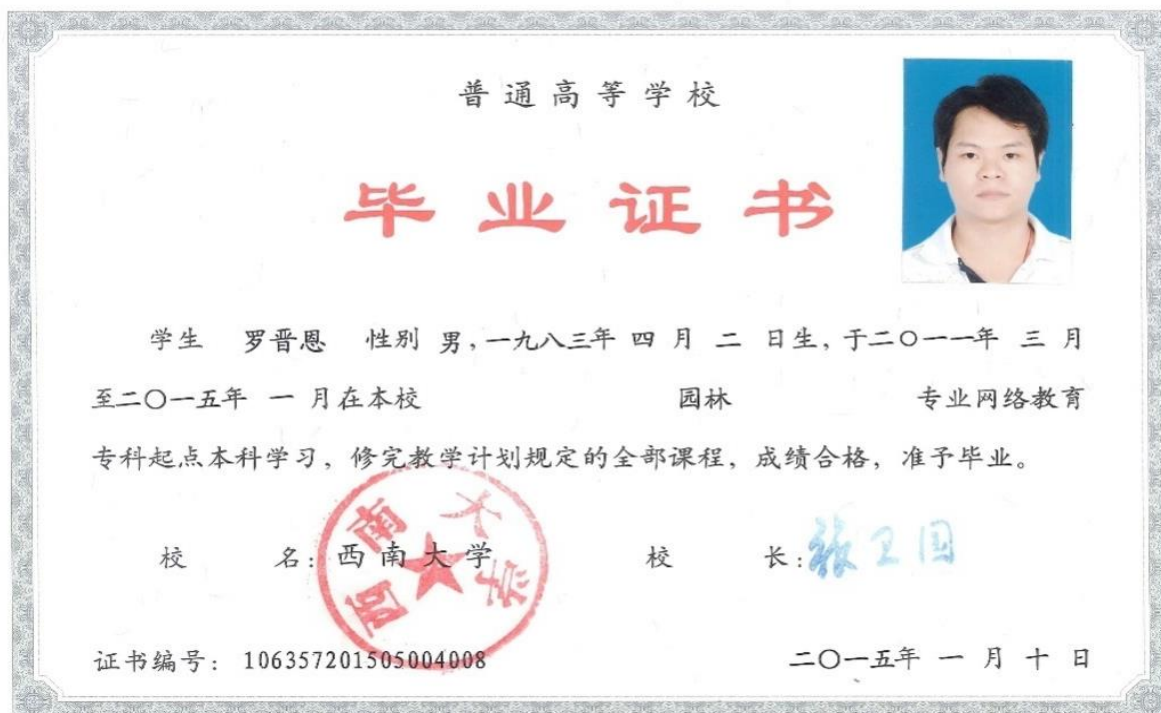 普通高等学校
毕业证书
学生 罗晋恩 性别 男, 一九八三年 四 月 二 日生, 于二〇一一年 三 月
至二〇一五年 一 月在本校 园林 专业网络教育
专科起点本科学习, 修完教学计划规定的全部课程, 成绩合格, 准予毕业。
校 名: 西南大学 校 长: 张卫国
西南大学
证书编号: 106357201505004008 二〇一五年 一 月 十 日